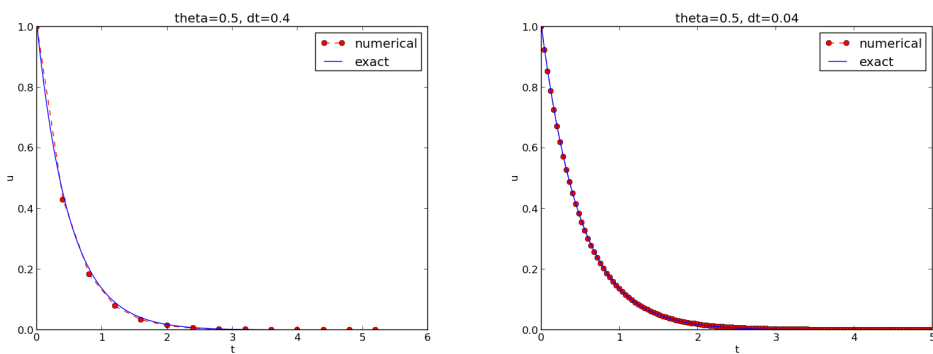 theta=0.5, dt=0.4
1.0
numerical
exact
0.8
0.6
u
0.4
0.2
0.0
0 1 2 3 4 5 6
t
theta=0.5, dt=0.04
1.0
numerical
exact
0.8
0.6
u
0.4
0.2
0.0
0 1 2 3 4 5
t